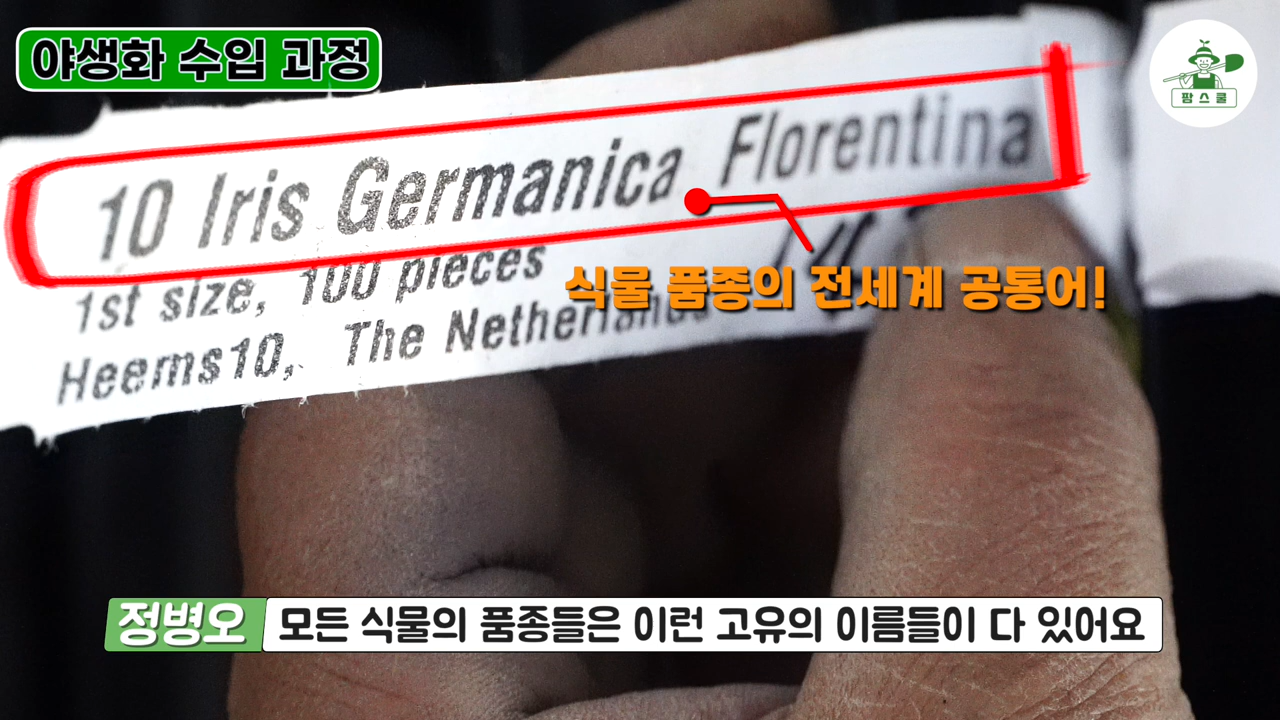 야생화 수입 과정
팜스쿨
10 Iris Germanica Florentina
1st size, 100 pieces
식물 품종의 전세계 공통어!
Heems10, The Netherlands
정병오 모든 식물의 품종들은 이런 고유의 이름들이 다 있어요